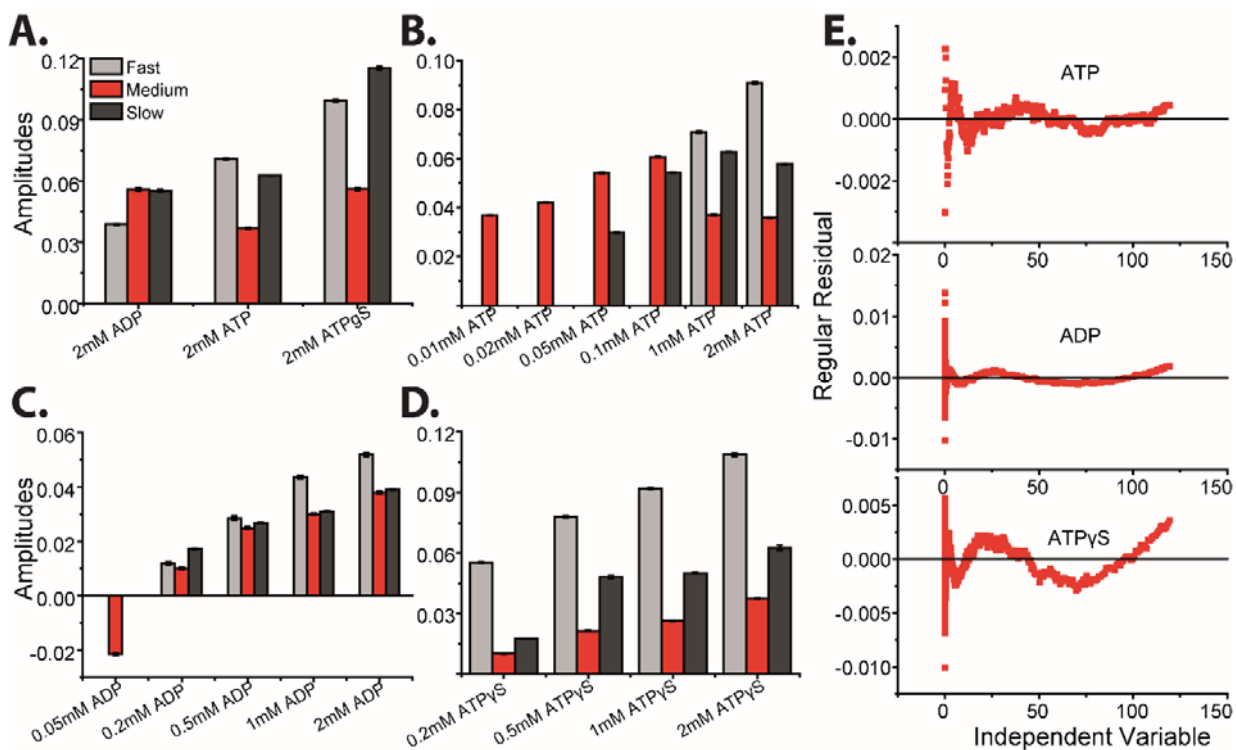 A.
Amplitudes
0.12
0.09
0.06
0.03
0.00
Fast
Medium
Slow
2mM ADP
2mM ATP
2mM ATPgS
B.
0.10
0.08
0.06
0.04
0.02
0.00
0.01mM ATP
0.02mM ATP
0.05mM ATP
0.1mM ATP
1mM ATP
2mM ATP
C.
Amplitudes
0.06
0.04
0.02
0.00
-0.02
0.05mM ADP
0.2mM ADP
0.5mM ADP
1mM ADP
2mM ADP
D.
0.12
0.09
0.06
0.03
0.2mM ATPγS
0.5mM ATPγS
1mM ATPγS
2mM ATPγS
E.
Regular Residual
0.002
0.000
-0.002
ATP
0 50 100 150
0.02
0.01
0.00
-0.01
ADP
0 50 100 150
0.005
0.000
-0.005
-0.010
ATPγS
0 50 100 150
Independent Variable